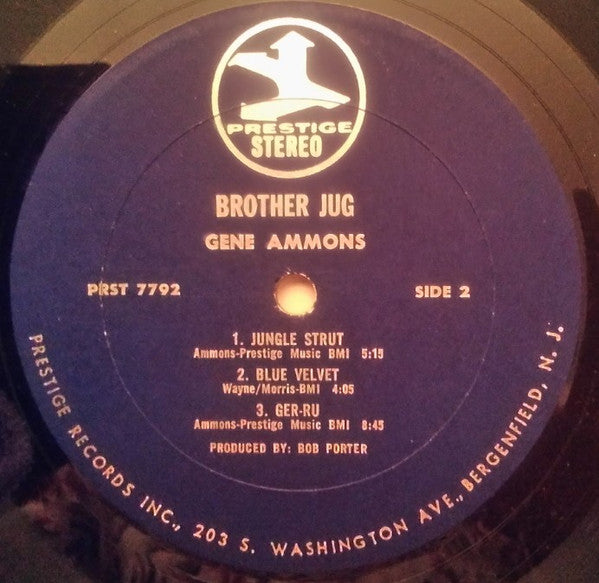 PRESTIGE
STEREO
BROTHER JUG
GENE AMMONS
PRST 7792
SIDE 2
1. JUNGLE STRUT
Ammons-Prestige Music BMI 5:15
2. BLUE VELVET
Wayne/Morris-BMI 4:05
3. GER-RU
Ammons-Prestige Music BMI 8:45
PRODUCED BY: BOB PORTER
PRESTIGE RECORDS INC., 203 S. WASHINGTON AVE., BERGENFIELD, N. J.